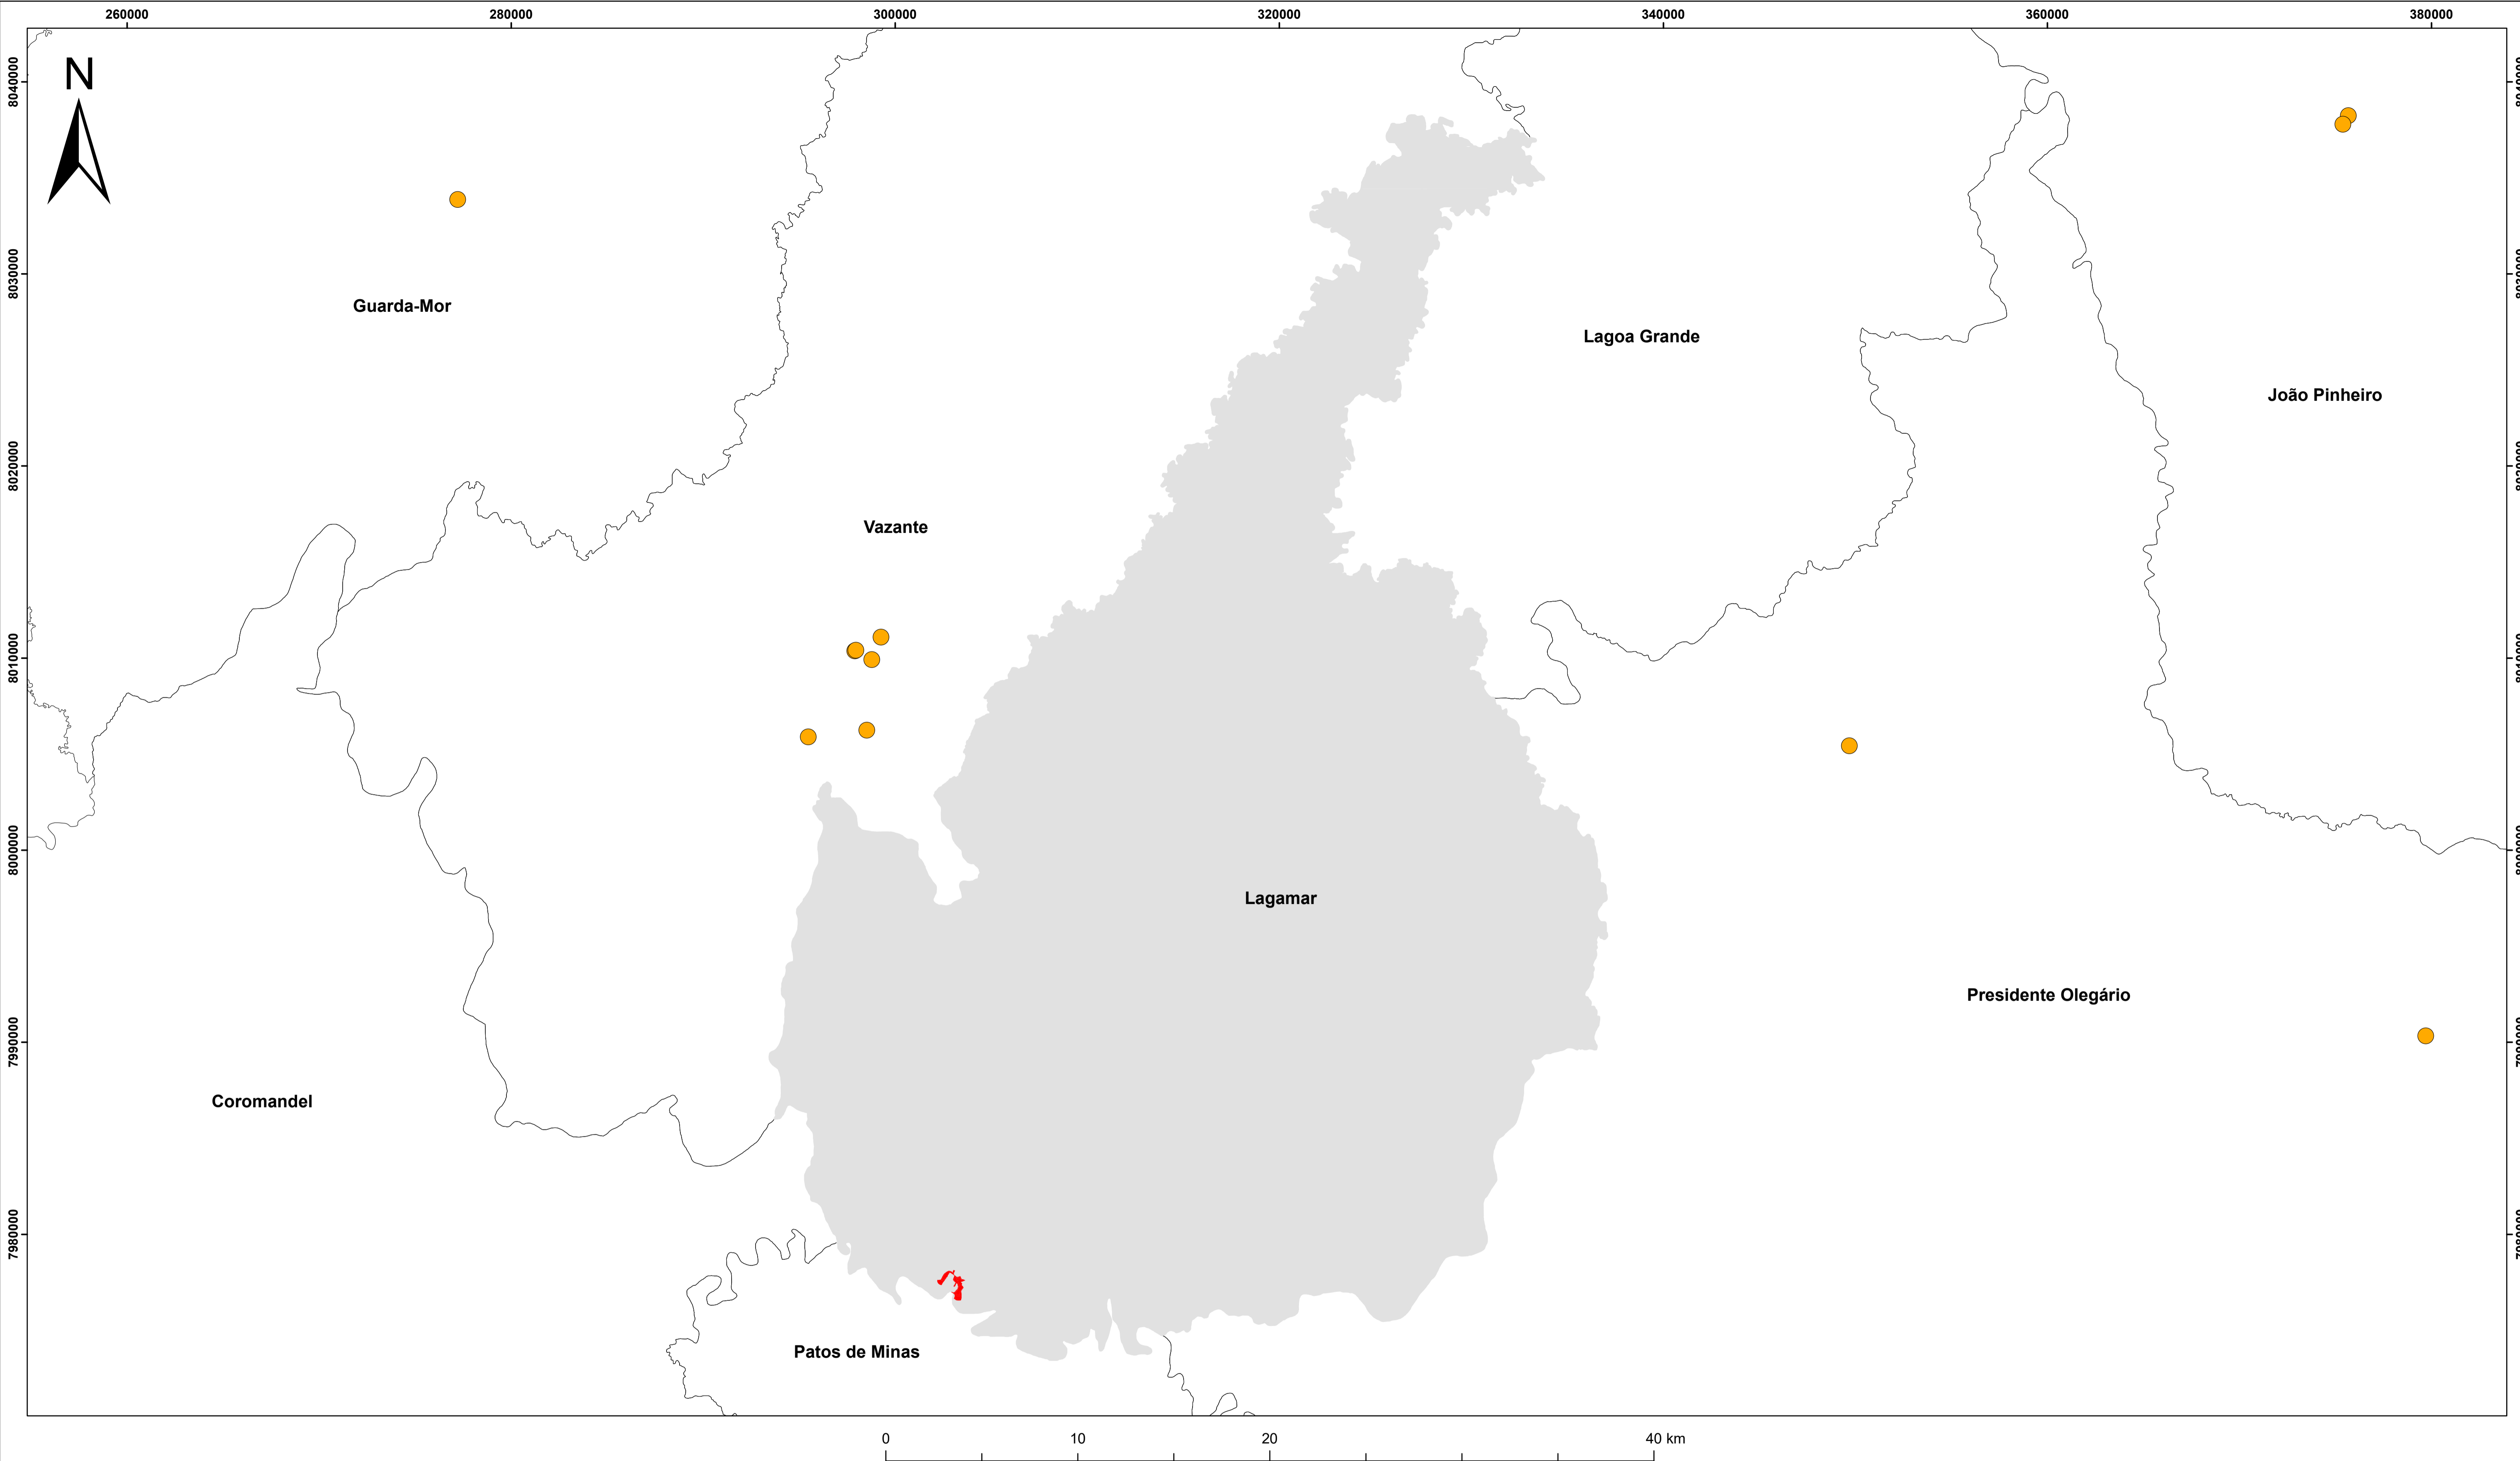 260000 280000 300000 320000 340000 360000 380000
N
8040000
8030000
8020000
8010000
8000000
7990000
7980000
Guarda-Mor
Lagoa Grande
João Pinheiro
Vazante
Lagamar
Presidente Olegário
Coromandel
Patos de Minas
0 10 20 40 km